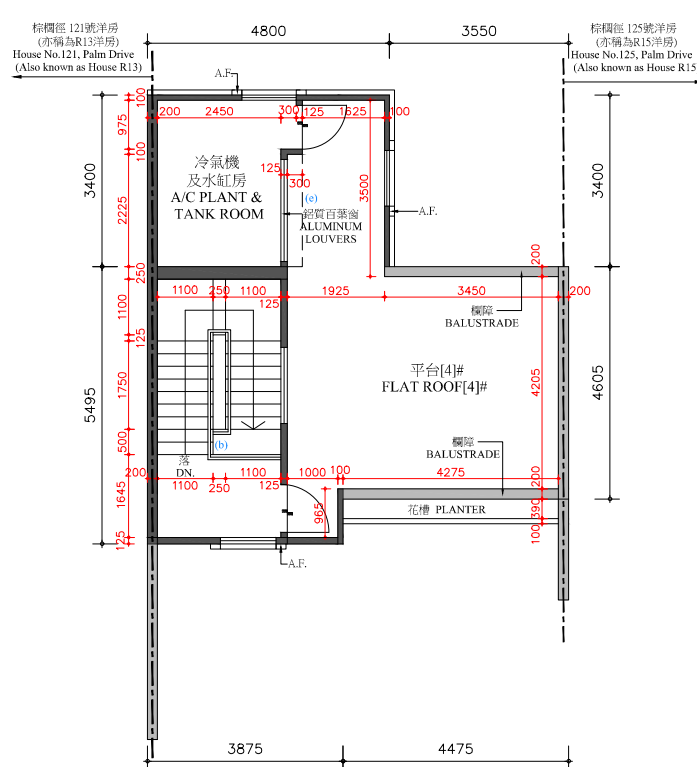 棕櫚徑 121號洋房
(亦稱為R13洋房)
House No.121, Palm Drive
(Also known as House R13)
4800
3550
棕櫚徑 125號洋房
(亦稱為R15洋房)
House No.125, Palm Drive
(Also known as House R15
A.F.
100
200
2450
300
125
1625
100
975
3400
2225
冷氣機
及水缸房
A/C PLANT &
TANK ROOM
125
300
(e)
3500
鋁質百葉窗
ALUMINUM
LOUVERS
A.F.
3400
250
200
1100
250
1100
125
1925
3450
200
1100
欄障
BALUSTRADE
125
平台[4]#
FLAT ROOF[4]#
5495
1750
4205
4605
500
(b)
欄障
BALUSTRADE
落
DN.
200
1100
250
1100
125
1000
100
4275
200
1645
965
花槽 PLANTER
390
100
125
A.F.
3875
4475